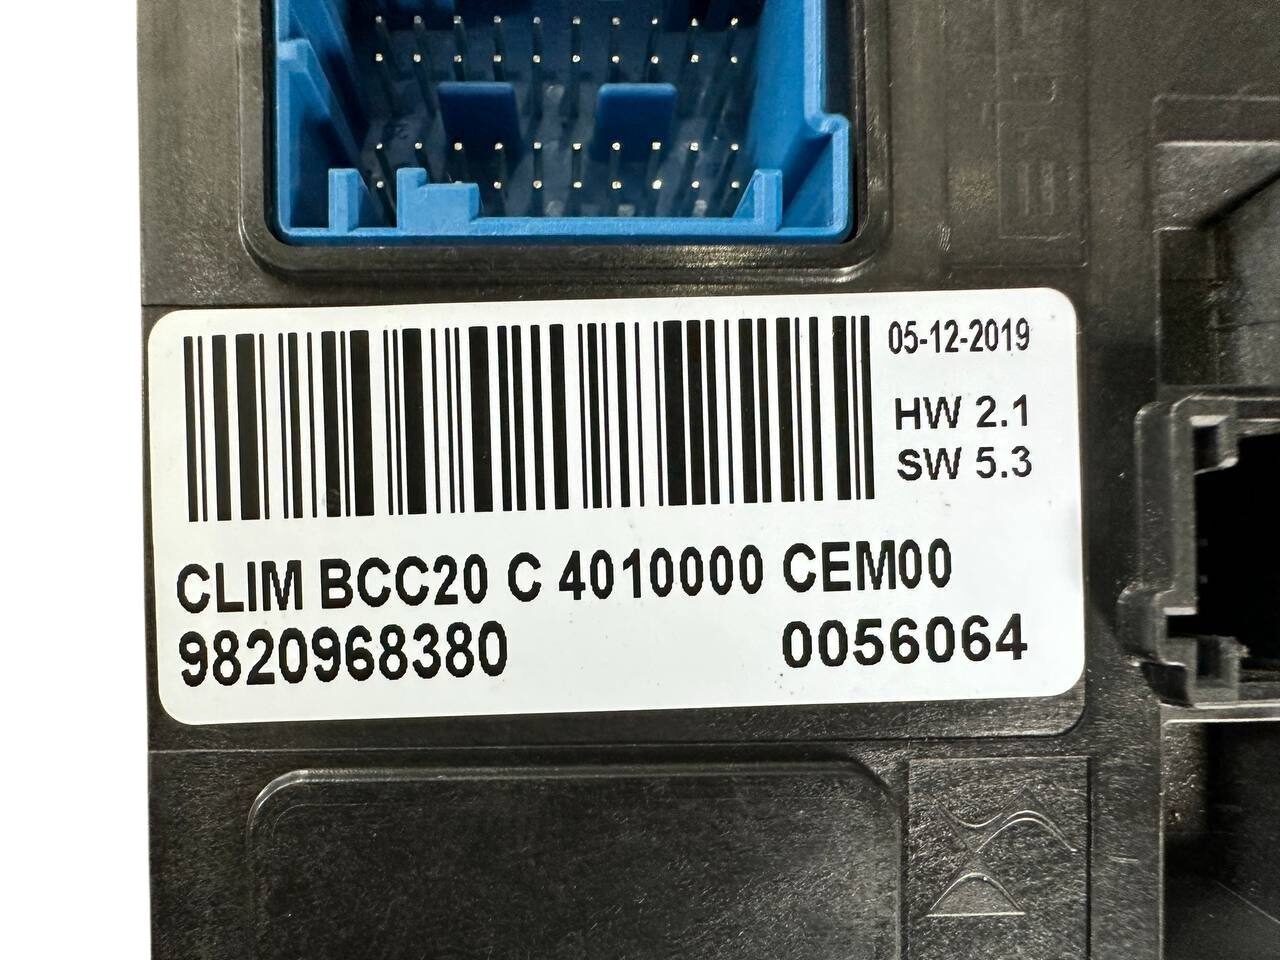 05-12-2019
HW 2.1
SW 5.3
CLIM BCC20 C 4010000 CEM00
9820968380 0056064